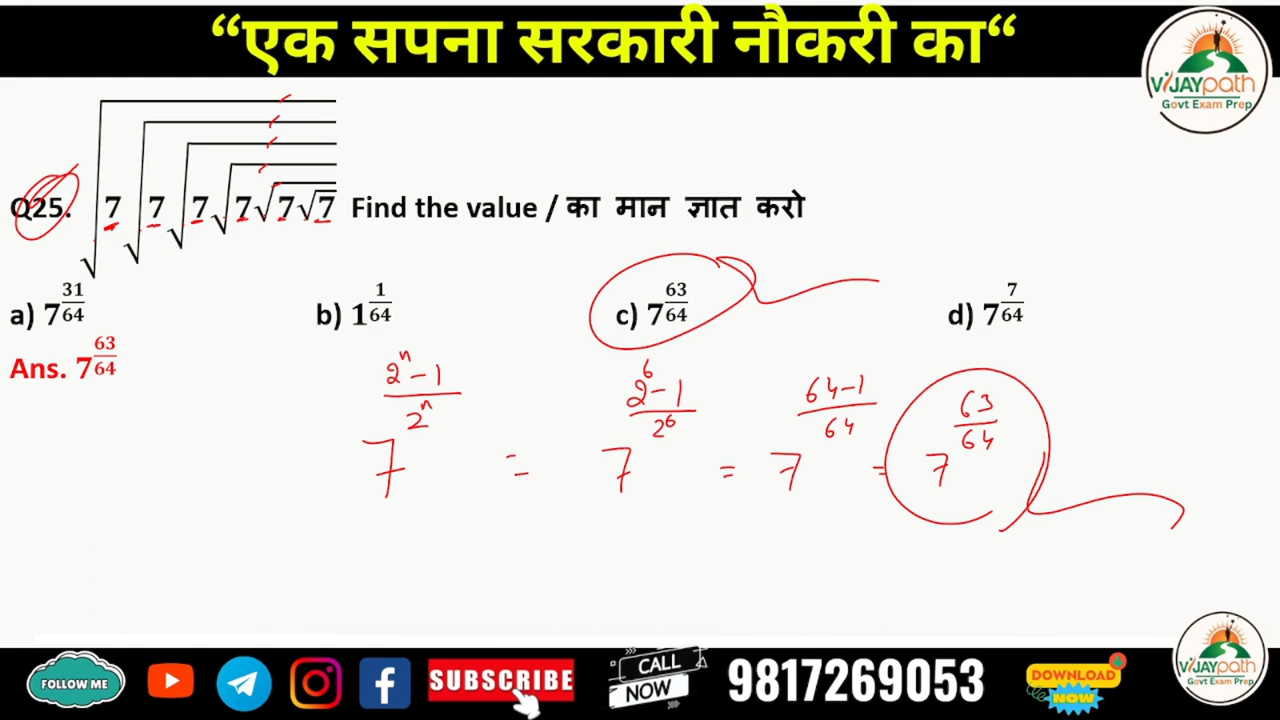 “एक सपना सरकारी नौकरी का“
VIJAYpath
Govt Exam Prep
Q25. √7√7√7√7√7√7 Find the value / का मान ज्ञात करो
a) 7^(31/64) b) 1^(1/64) c) 7^(63/64) d) 7^(7/64)
Ans. 7^(63/64)
7^((2^n-1)/2^n) = 7^((2^6-1)/2^6) = 7^((64-1)/64) = 7^(63/64)
VIJAYpath
Govt Exam Prep
FOLLOW ME
SUBSCRIBE
CALL
NOW
9817269053
DOWNLOAD
NOW